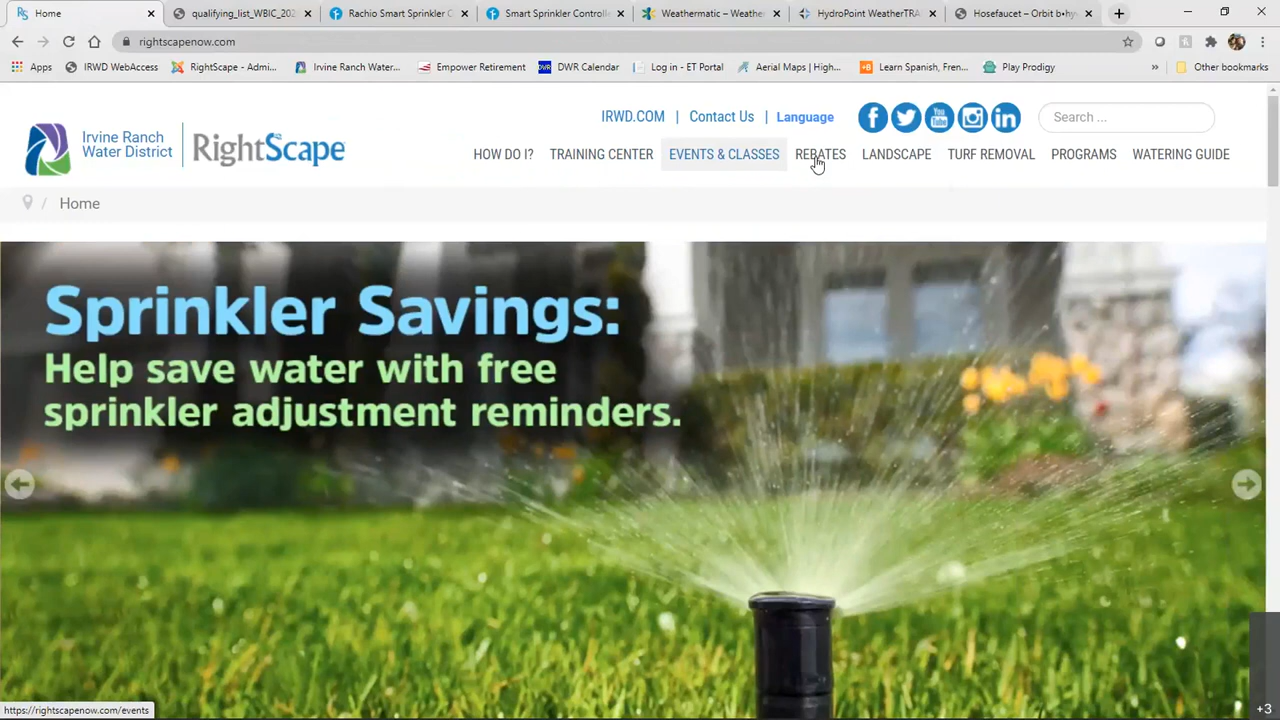 Home
qualifying_list_WBIC_202
Rachio Smart Sprinkler C
Smart Sprinkler Controll
Weathermatic – Weather
HydroPoint WeatherTRA
Hosefaucet – Orbit b•hy
rightscapenow.com
Apps
IRWD WebAccess
RightScape - Admi...
Irvine Ranch Water...
Empower Retirement
DWR Calendar
Log in - ET Portal
Aerial Maps | High...
Learn Spanish, Fren...
Play Prodigy
»
Other bookmarks
IRWD.COM | Contact Us | Language
Search ...
Irvine Ranch
Water District
RightScape
HOW DO I? TRAINING CENTER EVENTS & CLASSES REBATES LANDSCAPE TURF REMOVAL PROGRAMS WATERING GUIDE
/ Home
Sprinkler Savings:
Help save water with free
sprinkler adjustment reminders.
https://rightscapenow.com/events
+3